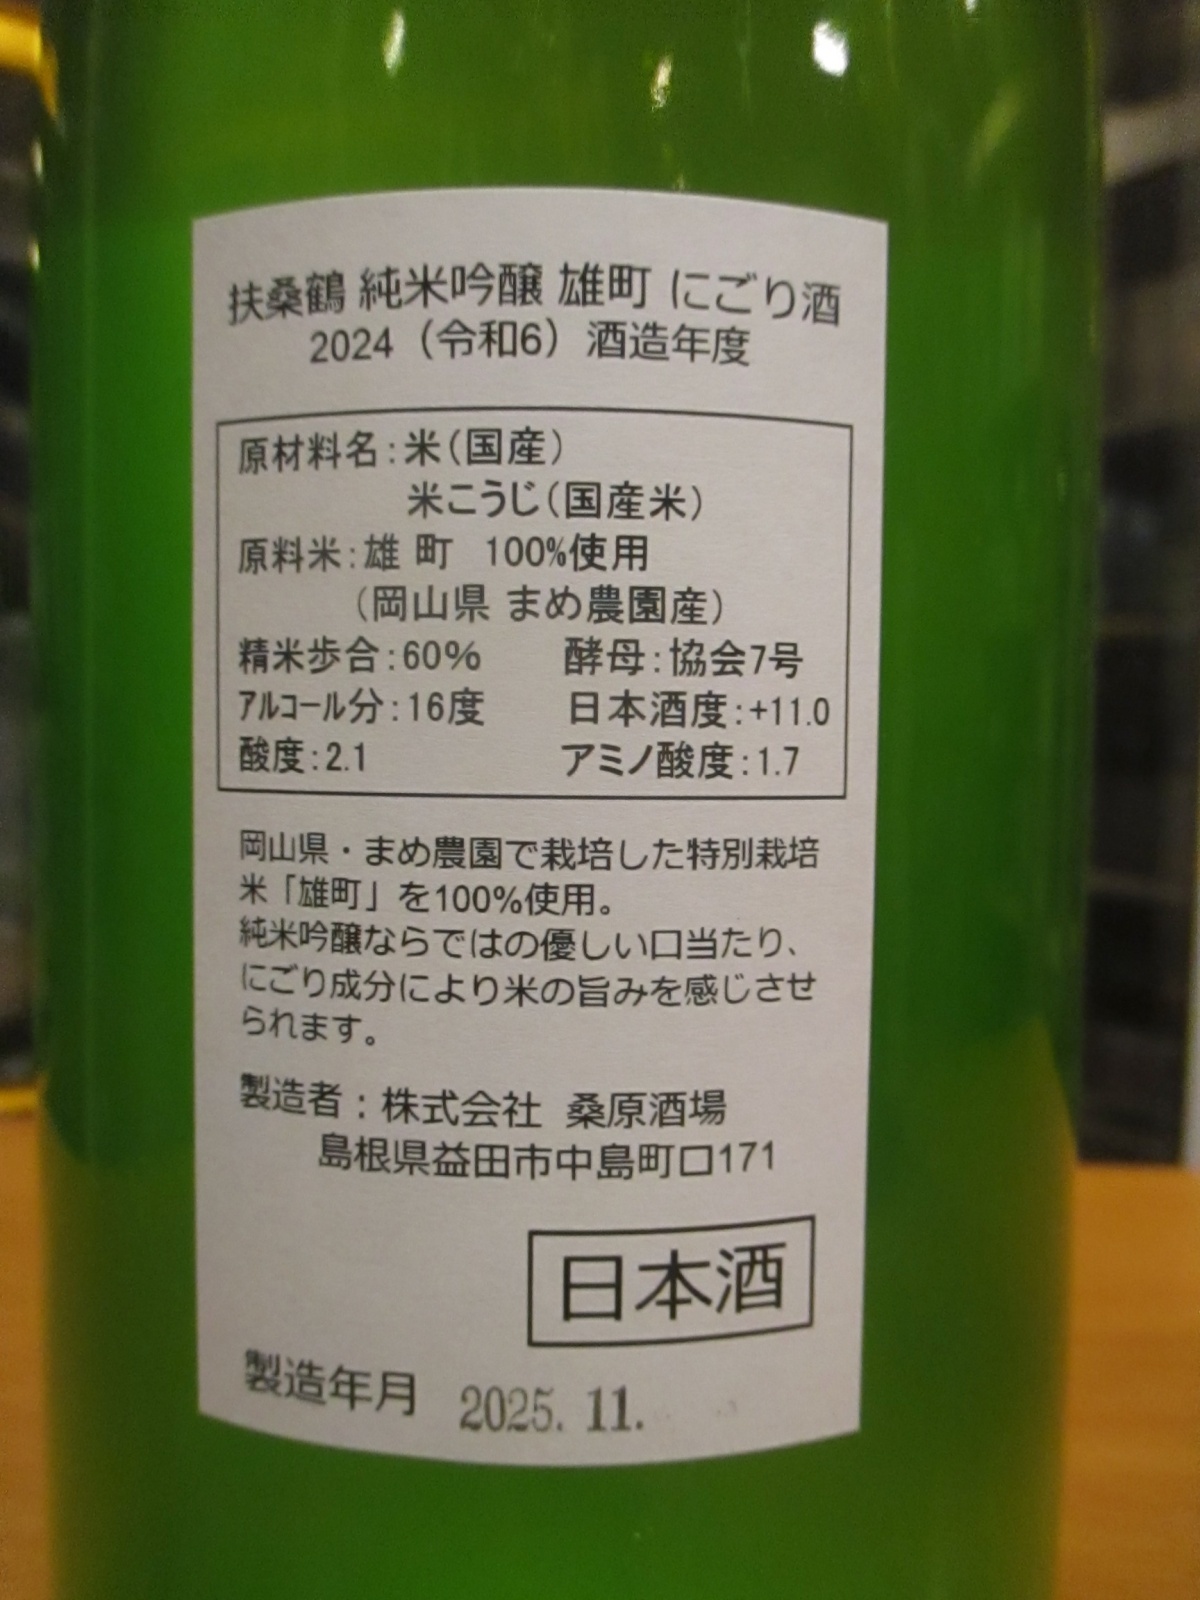 扶桑鶴 純米吟醸 雄町 にごり酒
2024（令和6）酒造年度
原材料名：米（国産）
米こうじ（国産米）
原料米：雄 町 100%使用
（岡山県 まめ農園産）
精米歩合：60% 酵母：協会7号
アルコール分：16度 日本酒度：+11.0
酸度：2.1 アミノ酸度：1.7
岡山県・まめ農園で栽培した特別栽培
米「雄町」を100%使用。
純米吟醸ならではの優しい口当たり、
にごり成分により米の旨みを感じさせ
られます。
製造者：株式会社 桑原酒場
島根県益田市中島町ロ171
日本酒
製造年月 2025. 11.